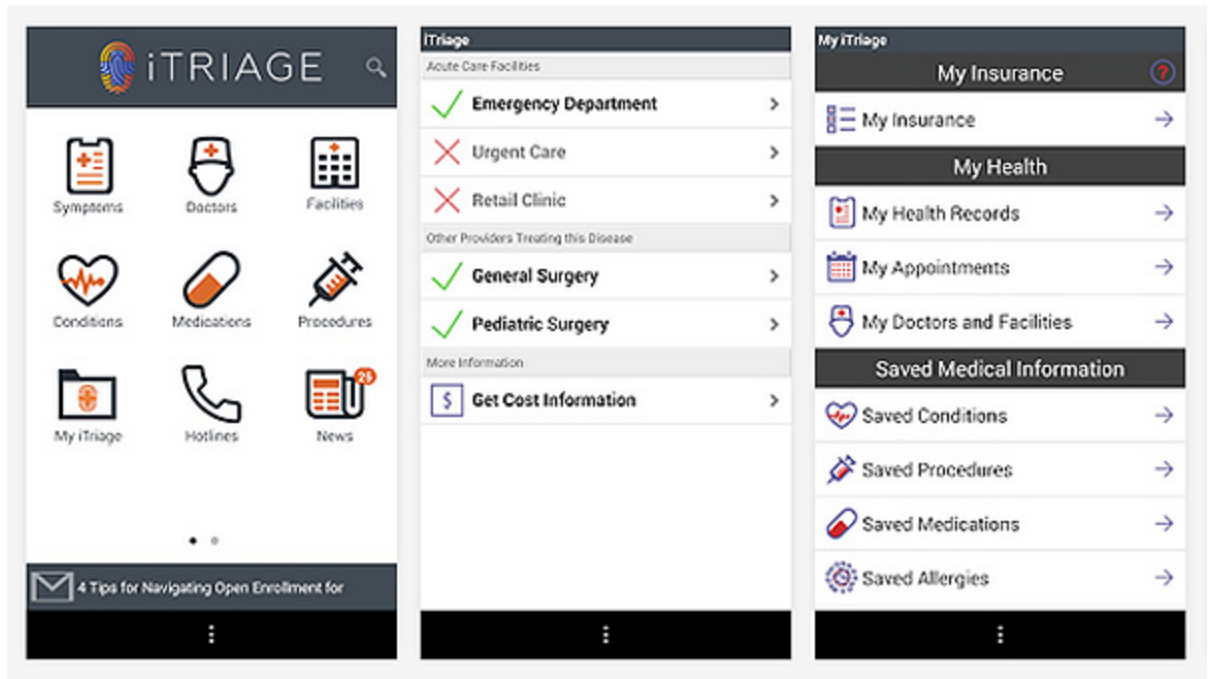 iTRIAGE
Symptoms Doctors Facilities
Conditions Medications Procedures
26
My iTriage Hotlines News
4 Tips for Navigating Open Enrollment for
iTriage
Acute Care Facilities
Emergency Department
Urgent Care
Retail Clinic
Other Providers Treating this Disease
General Surgery
Pediatric Surgery
More Information
$ Get Cost Information
My iTriage
My Insurance ?
My Insurance
My Health
My Health Records
My Appointments
My Doctors and Facilities
Saved Medical Information
Saved Conditions
Saved Procedures
Saved Medications
Saved Allergies